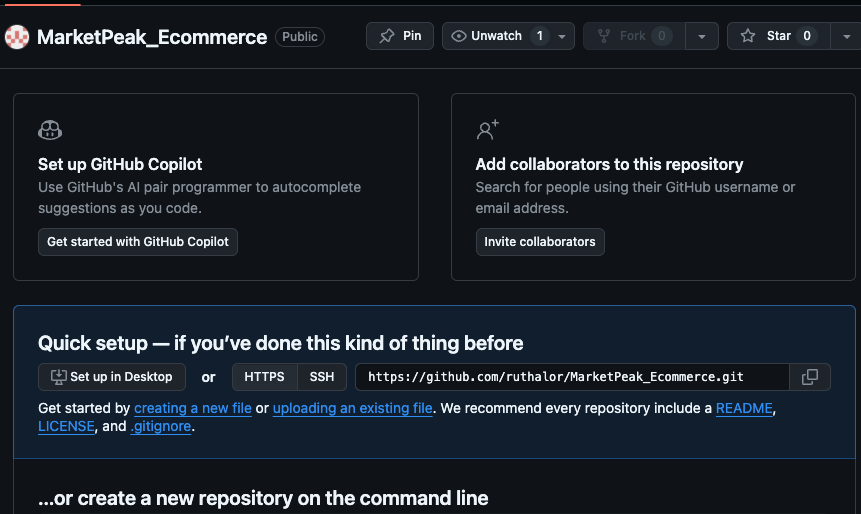 MarketPeak_Ecommerce Public Pin Unwatch 1 Fork 0 Star 0
Set up GitHub Copilot
Use GitHub's AI pair programmer to autocomplete
suggestions as you code.
Get started with GitHub Copilot
Add collaborators to this repository
Search for people using their GitHub username or
email address.
Invite collaborators
Quick setup — if you've done this kind of thing before
Set up in Desktop or HTTPS SSH https://github.com/ruthalor/MarketPeak_Ecommerce.git
Get started by creating a new file or uploading an existing file. We recommend every repository include a README,
LICENSE, and .gitignore.
...or create a new repository on the command line